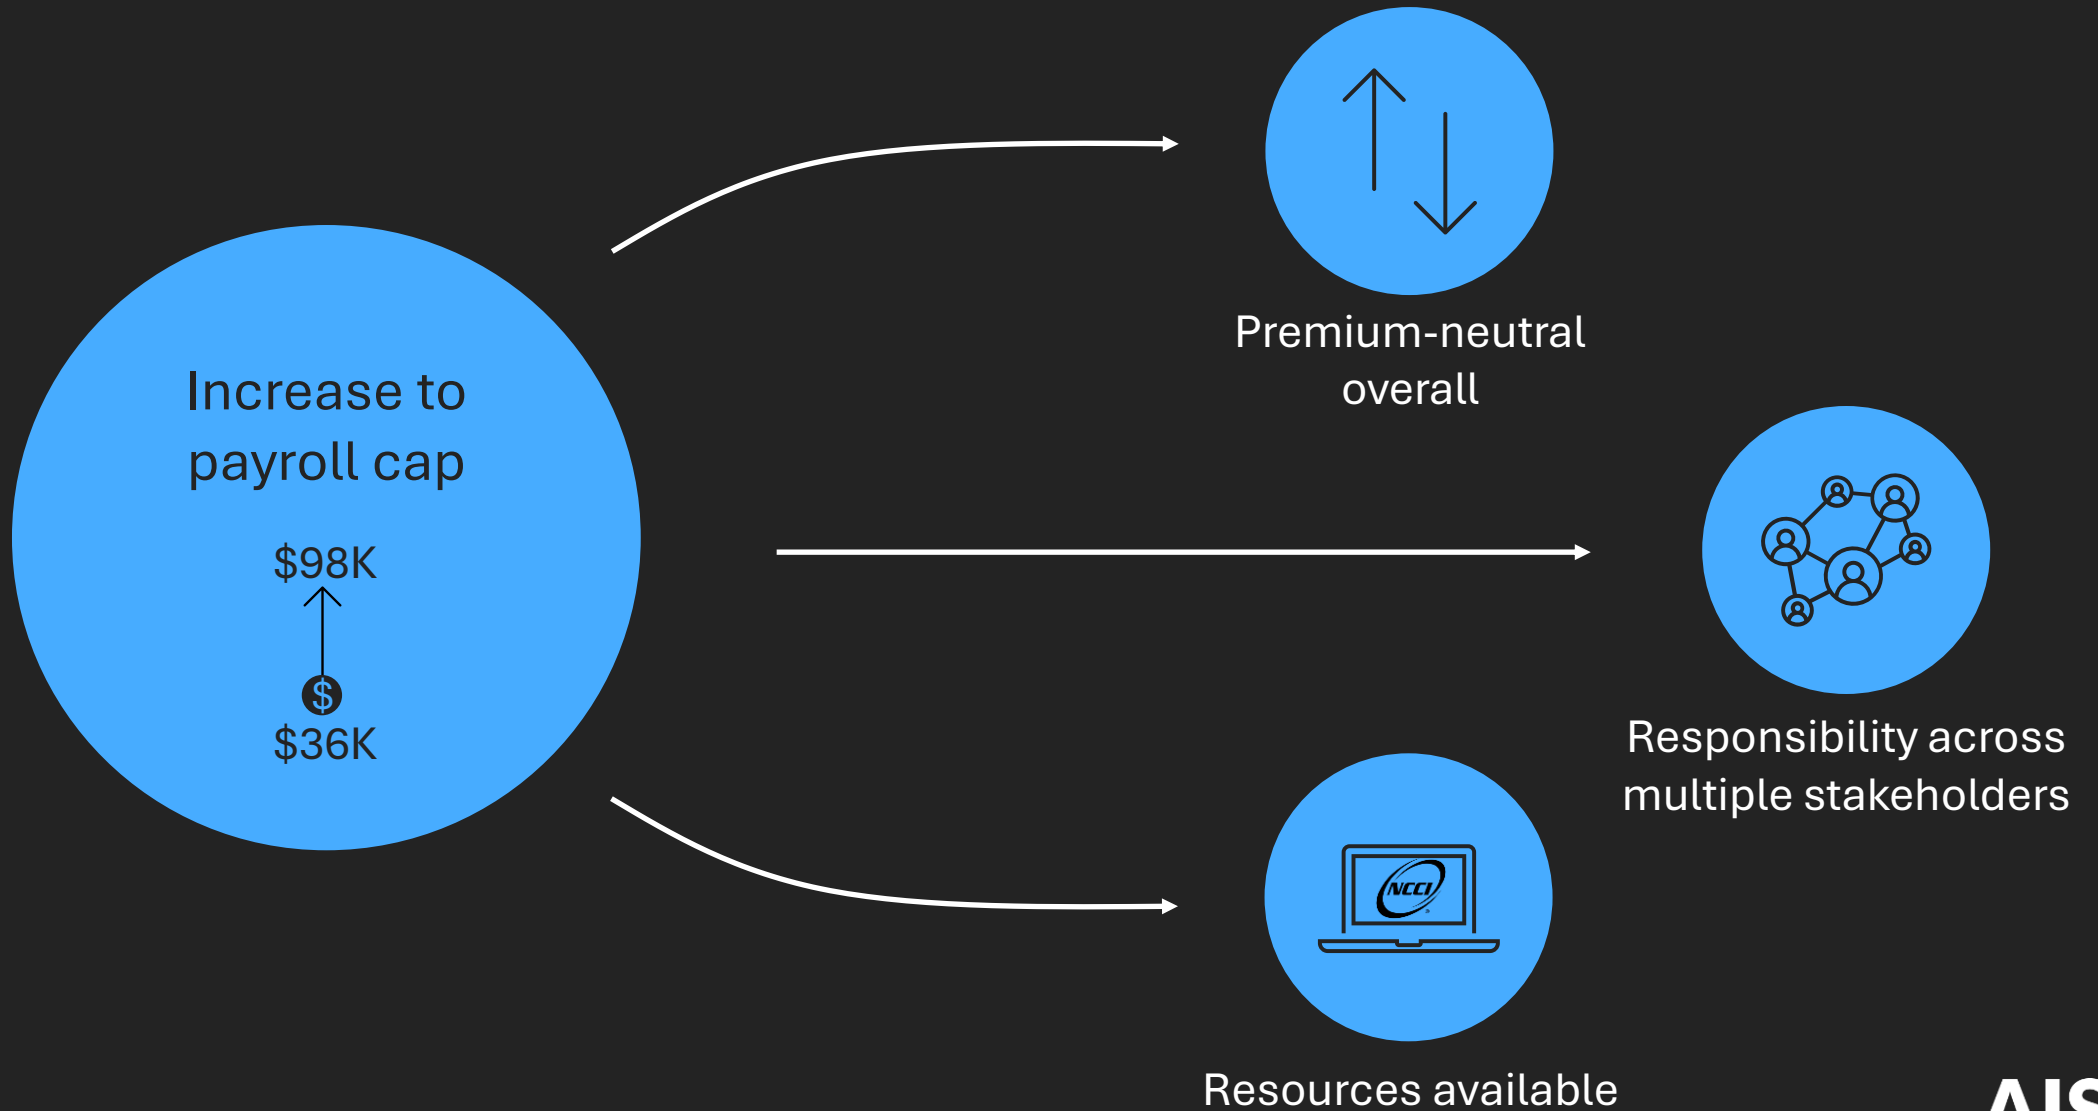 Increase to
payroll cap
$98K
$
$36K
Premium-neutral
overall
Responsibility across
multiple stakeholders
NCCI
®
Resources available